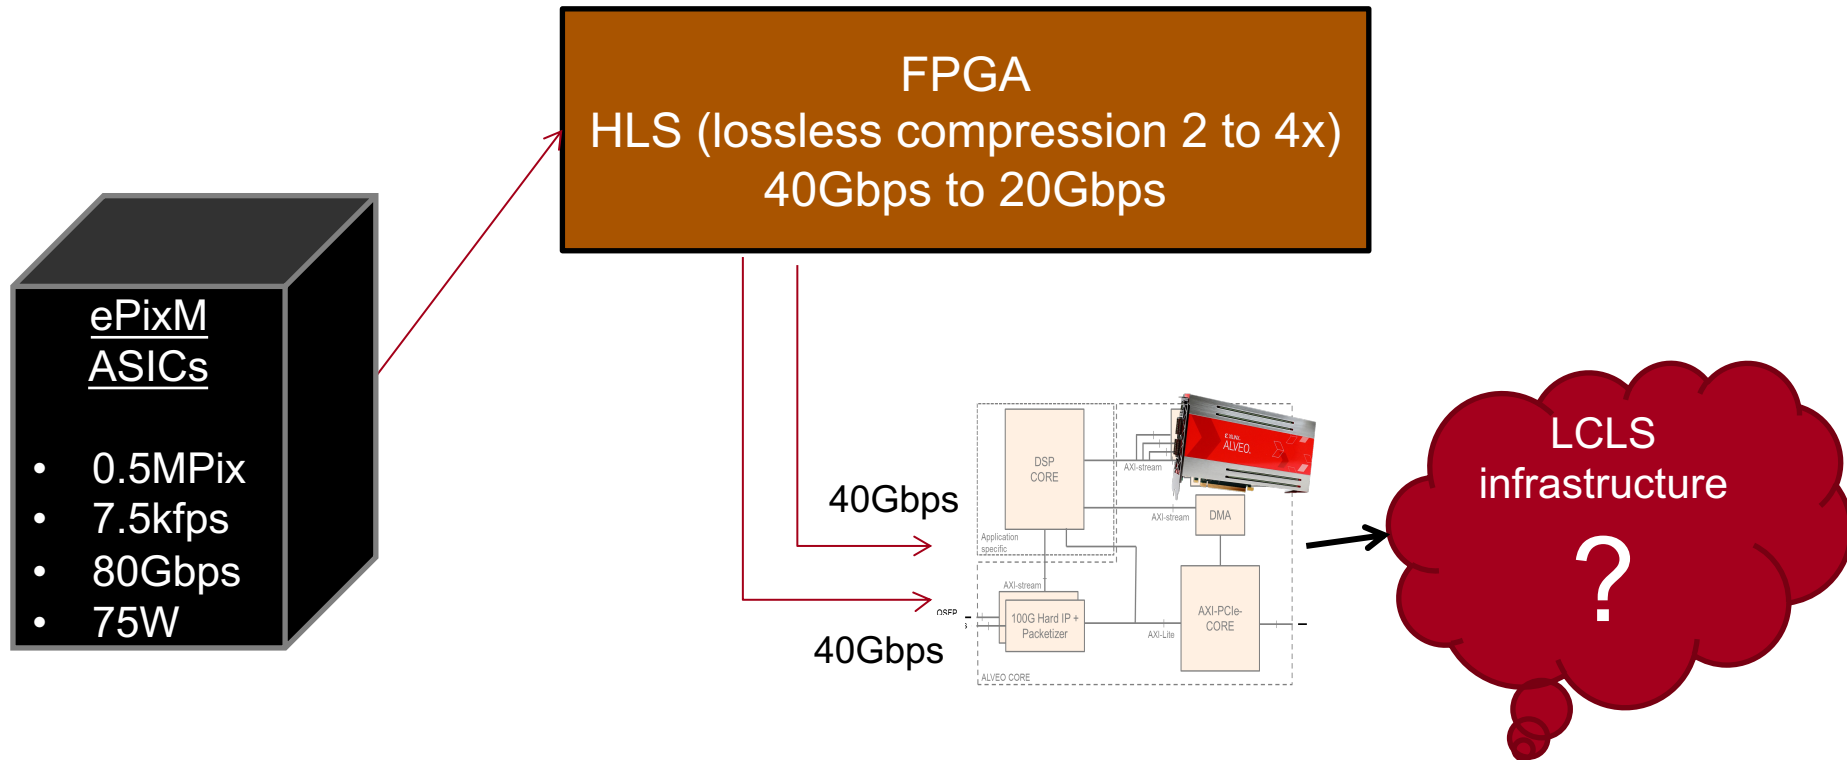 FPGA
HLS (lossless compression 2 to 4x)
40Gbps to 20Gbps
ePixM
ASICs
• 0.5MPix
• 7.5kfps
• 80Gbps
• 75W
40Gbps
40Gbps
DSP
CORE
AXI-stream
XILINX
ALVEO.
AXI-stream
DMA
Application
specific
AXI-stream
100G Hard IP +
Packetizer
AXI-Lite
AXI-PCIe-
CORE
ALVEO CORE
LCLS
infrastructure
?